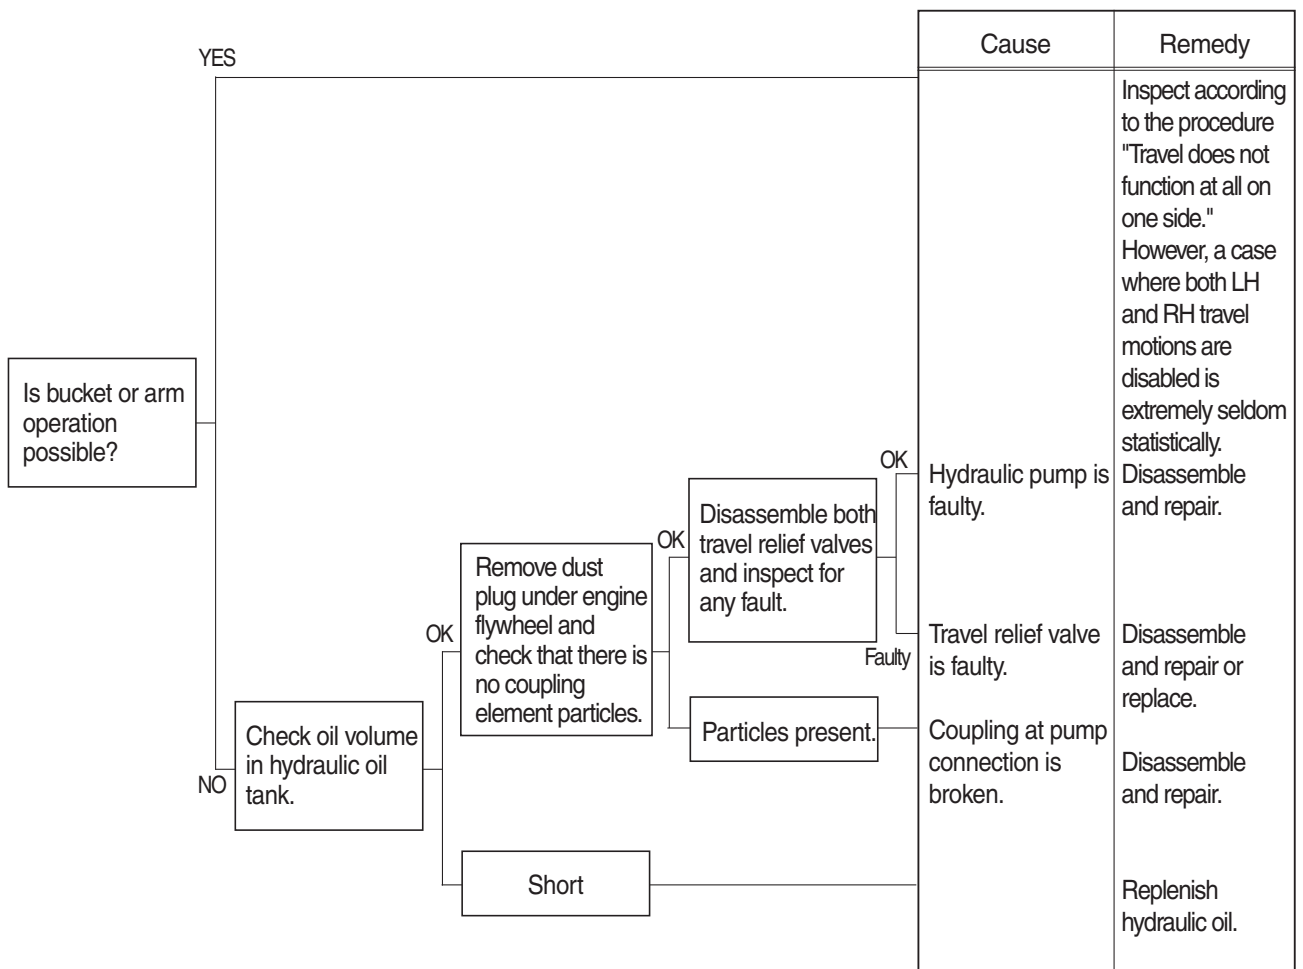 Cause
Remedy
YES
Inspect according
to the procedure
"Travel does not
function at all on
one side."
However, a case
where both LH
and RH travel
motions are
disabled is
extremely seldom
statistically.
Is bucket or arm
operation
possible?
OK
Hydraulic pump is
faulty.
Disassemble
and repair.
Disassemble both
travel relief valves
and inspect for
any fault.
OK
Remove dust
plug under engine
flywheel and
check that there is
no coupling
element particles.
OK
Faulty
Travel relief valve
is faulty.
Disassemble
and repair or
replace.
Particles present.
Coupling at pump
connection is
broken.
Disassemble
and repair.
Check oil volume
in hydraulic oil
tank.
NO
Short
Replenish
hydraulic oil.